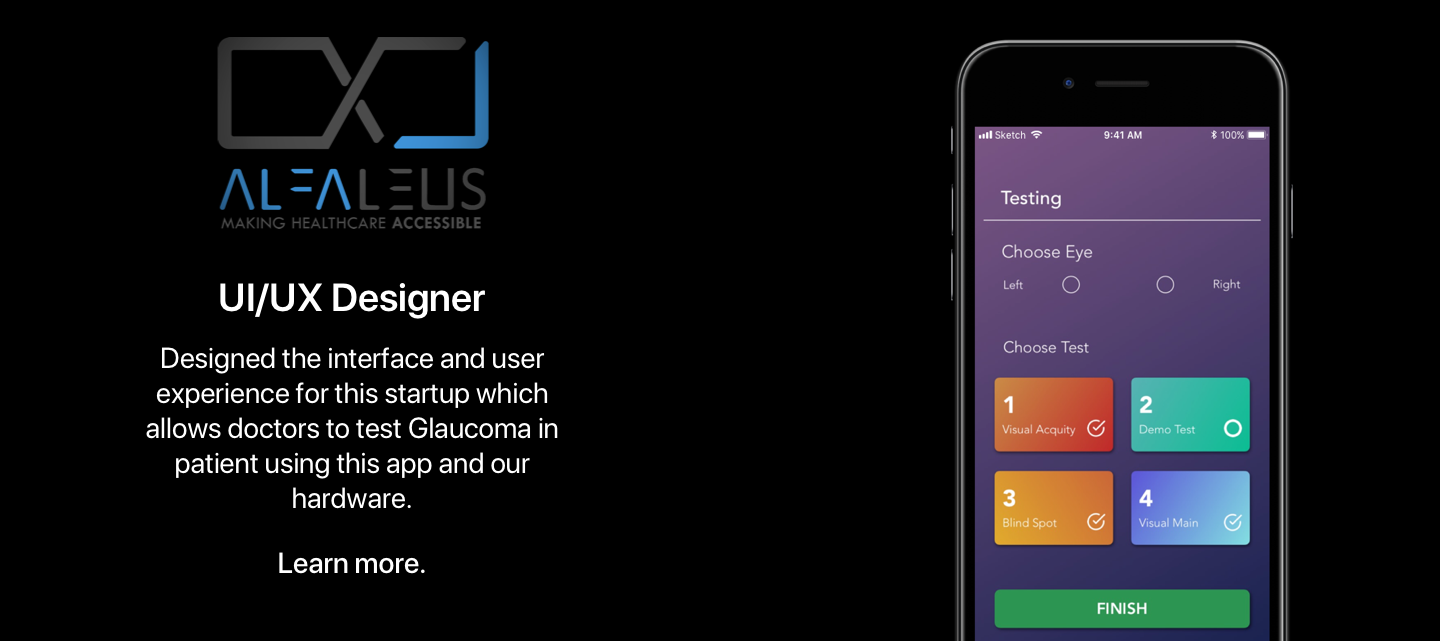 ALFALEUS
MAKING HEALTHCARE ACCESSIBLE
UI/UX Designer
Designed the interface and user
experience for this startup which
allows doctors to test Glaucoma in
patient using this app and our
hardware.
Learn more.
Sketch 9:41 AM 100%
Testing
Choose Eye
Left Right
Choose Test
1 2
Visual Acquity Demo Test
3 4
Blind Spot Visual Main
FINISH